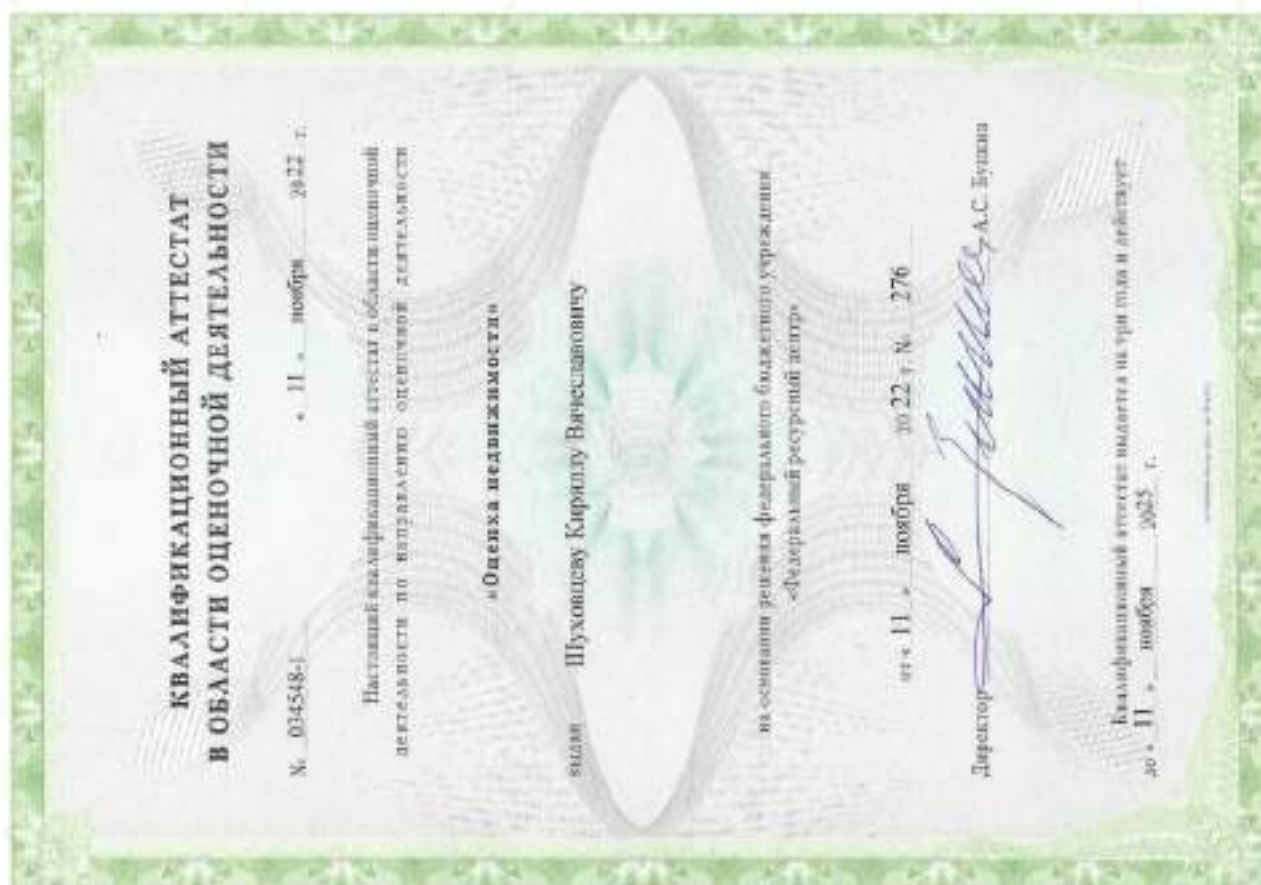 КВАЛИФИКАЦИОННЫЙ АТТЕСТАТ
В ОБЛАСТИ ОЦЕНОЧНОЙ ДЕЯТЕЛЬНОСТИ
№ 034548-1 « 11 » ноября 2022 г.
Настоящий квалификационный аттестат в области оценочной
деятельности по направлению оценочной деятельности
«Оценка недвижимости»
выдан Шуховцеву Кириллу Вячеславовичу
на основании решения федерального бюджетного учреждения
«Федеральный ресурсный центр»
от « 11 » ноября 20 22 г. № 276
Директор А.С. Бункин
Квалификационный аттестат выдается на три года и действует
до « 11 » ноября 2025 г.